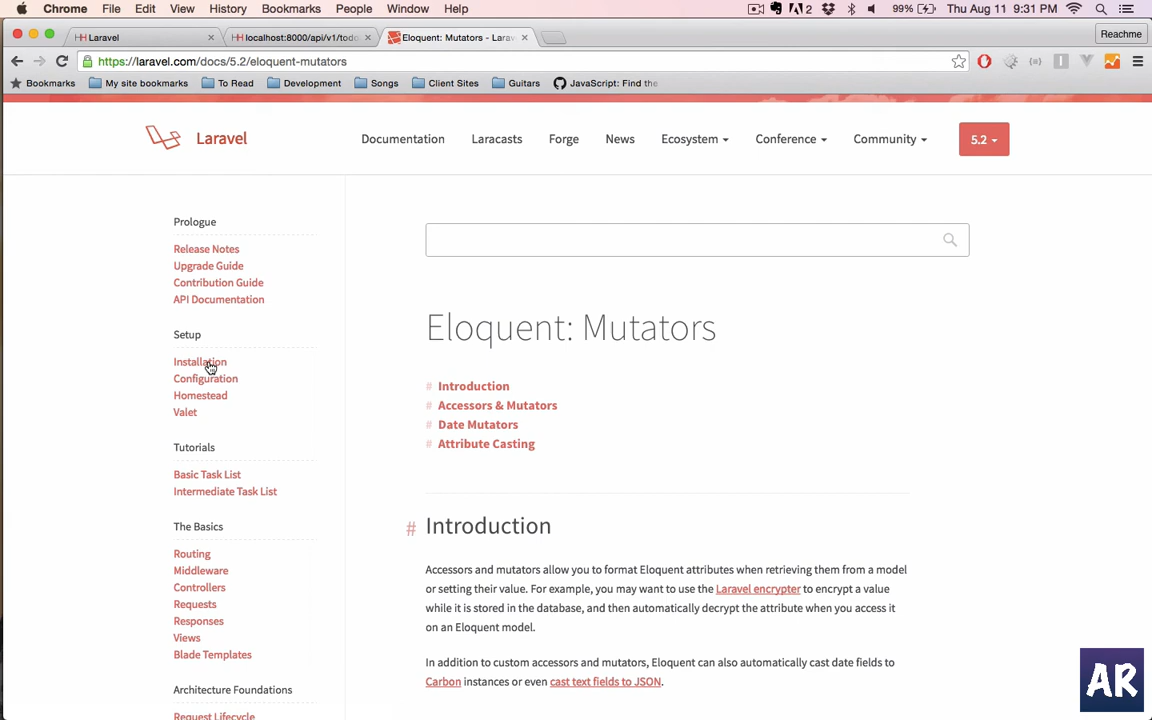 Chrome File Edit View History Bookmarks People Window Help 2 99% Thu Aug 11 9:31 PM
Laravel localhost:8000/api/v1/todo Eloquent: Mutators - Larav Reachme
https://laravel.com/docs/5.2/eloquent-mutators
Bookmarks My site bookmarks To Read Development Songs Client Sites Guitars JavaScript: Find the
Laravel Documentation Laracasts Forge News Ecosystem Conference Community 5.2
Prologue
Release Notes
Upgrade Guide
Contribution Guide
API Documentation
Setup
Installation
Configuration
Homestead
Valet
Tutorials
Basic Task List
Intermediate Task List
The Basics
Routing
Middleware
Controllers
Requests
Responses
Views
Blade Templates
Architecture Foundations
Request Lifecycle
Eloquent: Mutators
# Introduction
# Accessors & Mutators
# Date Mutators
# Attribute Casting
# Introduction
Accessors and mutators allow you to format Eloquent attributes when retrieving them from a model
or setting their value. For example, you may want to use the Laravel encrypter to encrypt a value
while it is stored in the database, and then automatically decrypt the attribute when you access it
on an Eloquent model.
In addition to custom accessors and mutators, Eloquent can also automatically cast date fields to
Carbon instances or even cast text fields to JSON.
AR